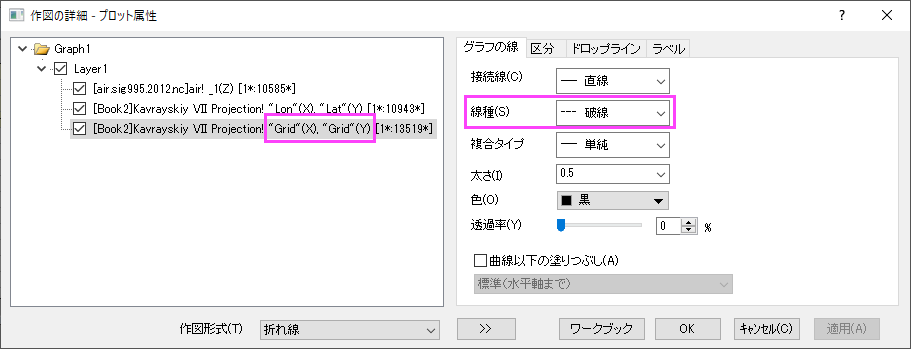 作図の詳細 - プロット属性
Graph1
Layer1
[air.sig995.2012.nc]air! _1(Z) [1*:10585*]
[Book2]Kavrayskiy VII Projection! "Lon"(X), "Lat"(Y) [1*:10943*]
[Book2]Kavrayskiy VII Projection! "Grid"(X), "Grid"(Y) [1*:13519*]
グラフの線 区分 ドロップライン ラベル
接続線(C) 直線
線種(S) 破線
複合タイプ 単純
太さ(I) 0.5
色(O) 黒
透過率(Y) 0 %
曲線以下の塗りつぶし(A)
標準(水平軸まで)
作図形式(T) 折れ線 >> ワークブック OK キャンセル(C) 適用(A)